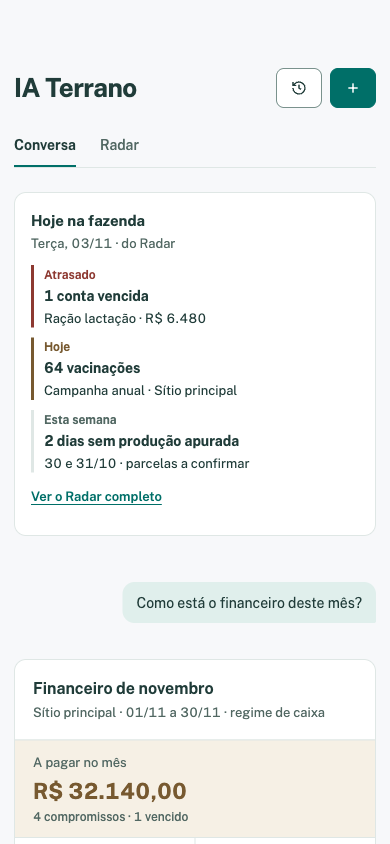 IA Terrano
Conversa Radar
Hoje na fazenda
Terça, 03/11 · do Radar
Atrasado
1 conta vencida
Ração lactação · R$ 6.480
Hoje
64 vacinações
Campanha anual · Sítio principal
Esta semana
2 dias sem produção apurada
30 e 31/10 · parcelas a confirmar
Ver o Radar completo
Como está o financeiro deste mês?
Financeiro de novembro
Sítio principal · 01/11 a 30/11 · regime de caixa
A pagar no mês
R$ 32.140,00
4 compromissos · 1 vencido